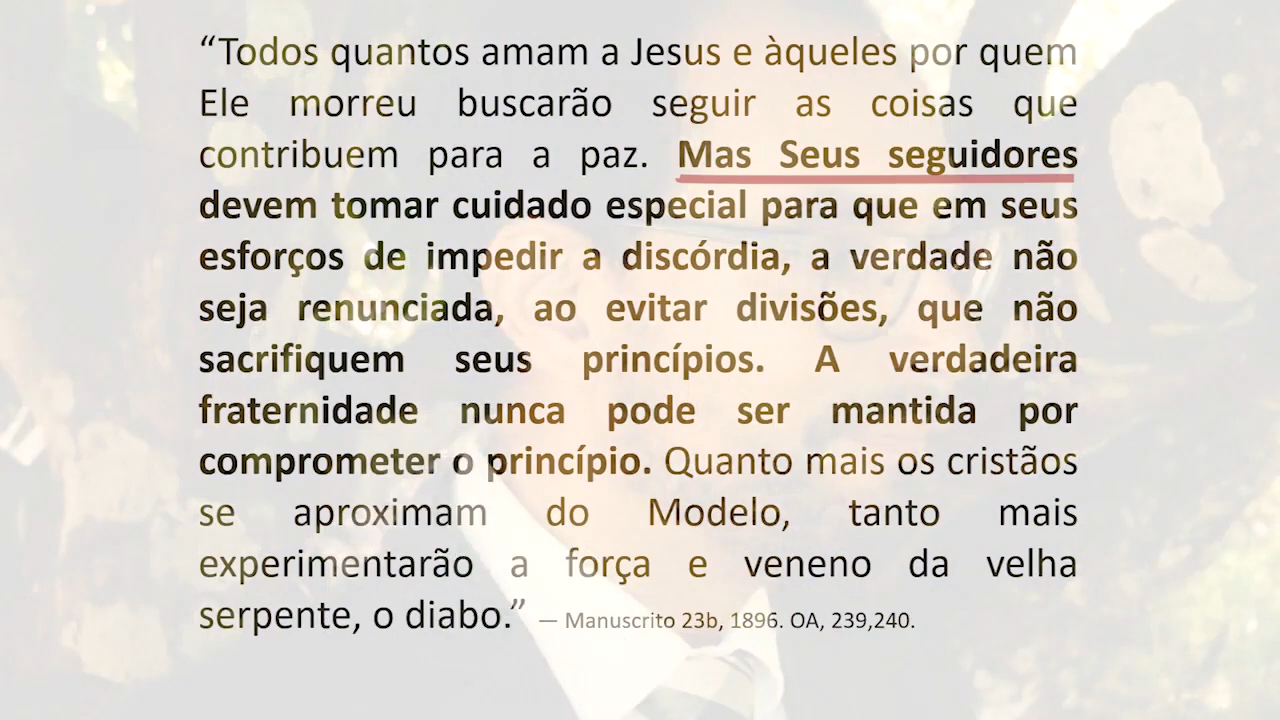 “Todos quantos amam a Jesus e àqueles por quem
Ele morreu buscarão seguir as coisas que
contribuem para a paz. Mas Seus seguidores
devem tomar cuidado especial para que em seus
esforços de impedir a discórdia, a verdade não
seja renunciada, ao evitar divisões, que não
sacrifiquem seus princípios. A verdadeira
fraternidade nunca pode ser mantida por
comprometer o princípio. Quanto mais os cristãos
se aproximam do Modelo, tanto mais
experimentarão a força e veneno da velha
serpente, o diabo.” — Manuscrito 23b, 1896. OA, 239,240.